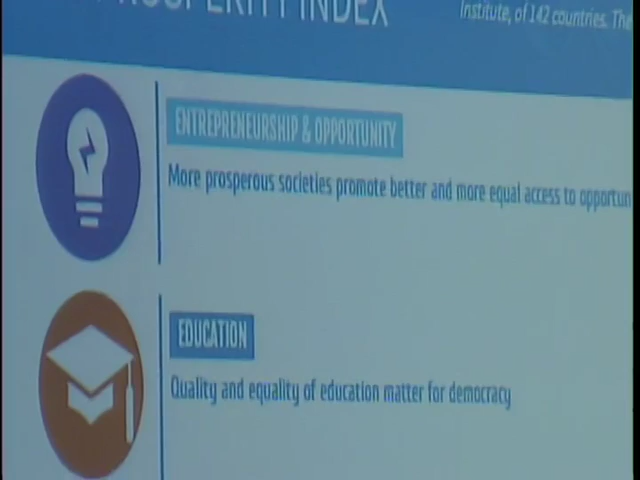 PROSPERITY INDEX
Institute, of 142 countries. The
ENTREPRENEURSHIP & OPPORTUNITY
More prosperous societies promote better and more equal access to opportun
EDUCATION
Quality and equality of education matter for democracy